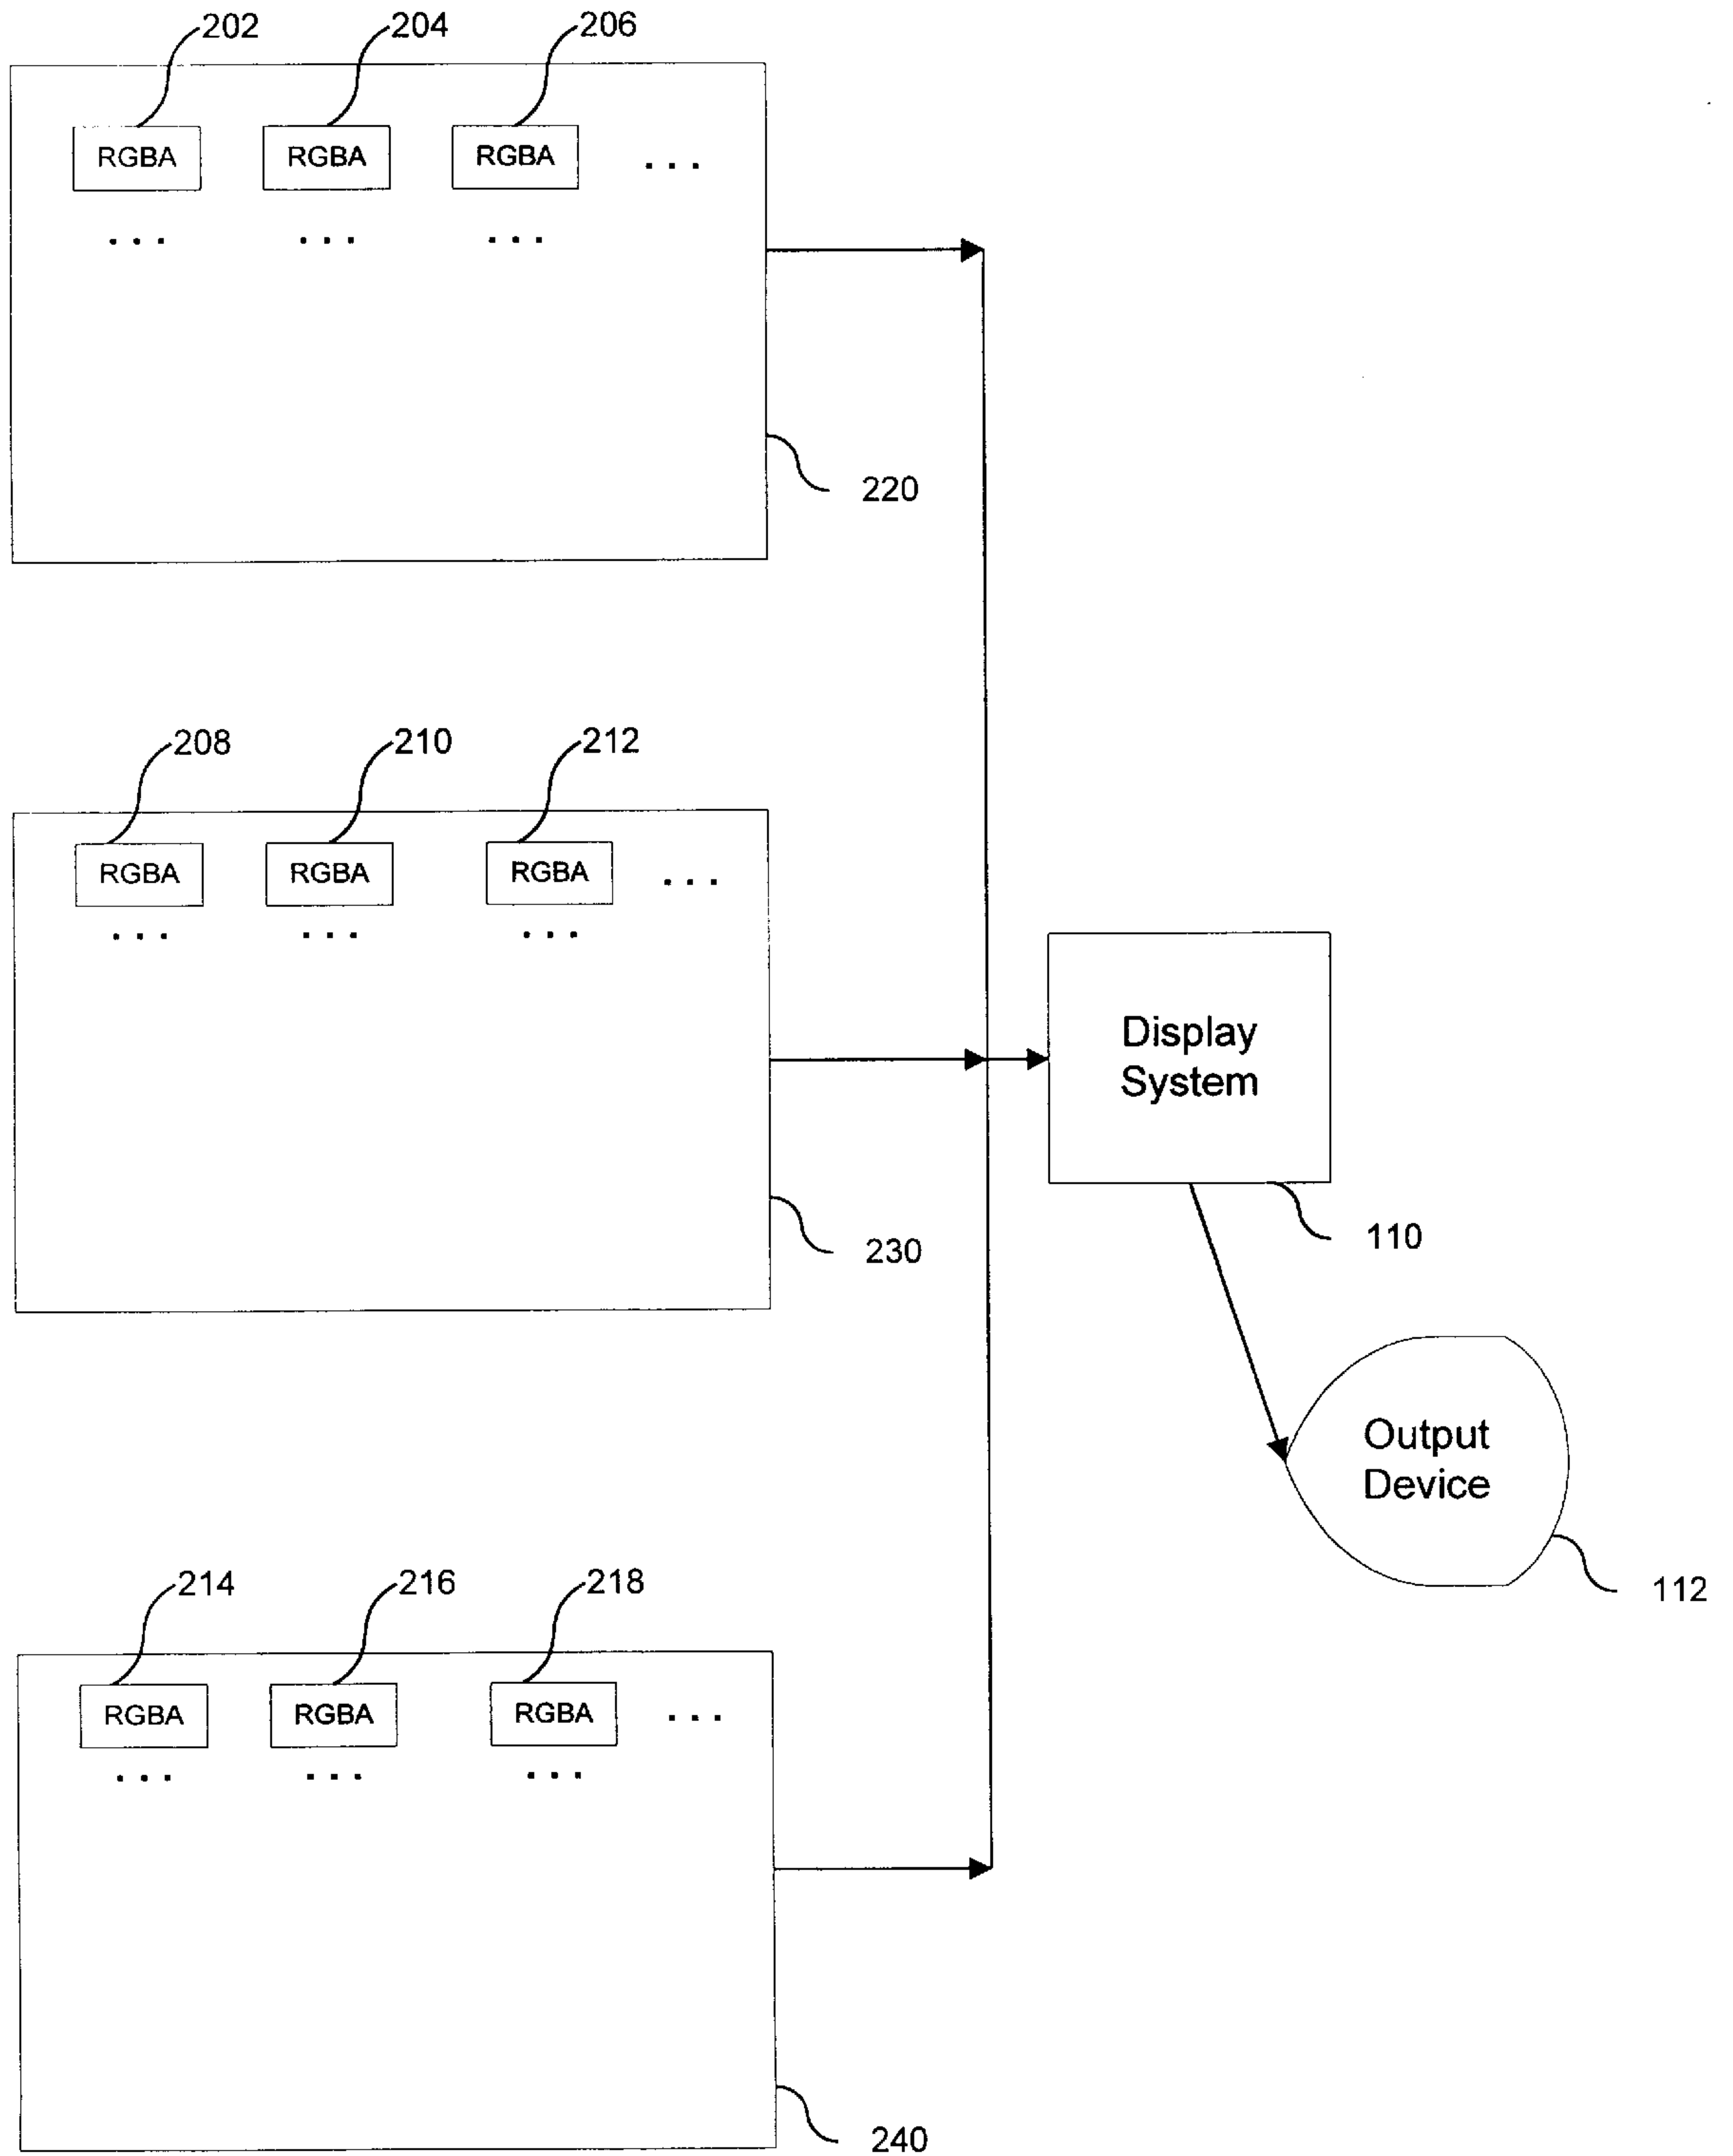 202 204 206
RGBA RGBA RGBA ...
... ... ...
220
208 210 212
RGBA RGBA RGBA ...
... ... ...
Display
System
230
110
Output
Device
112
214 216 218
RGBA RGBA RGBA ...
... ... ...
240